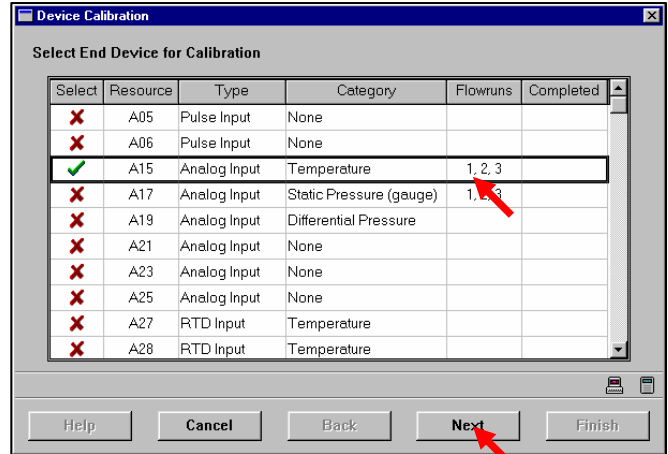 Device Calibration
Select End Device for Calibration
Select Resource Type Category Flowruns Completed
A05 Pulse Input None
A06 Pulse Input None
A15 Analog Input Temperature 1, 2, 3
A17 Analog Input Static Pressure (gauge) 1, 2, 3
A19 Analog Input Differential Pressure
A21 Analog Input None
A23 Analog Input None
A25 Analog Input None
A27 RTD Input Temperature
A28 RTD Input Temperature
Help Cancel Back Next Finish